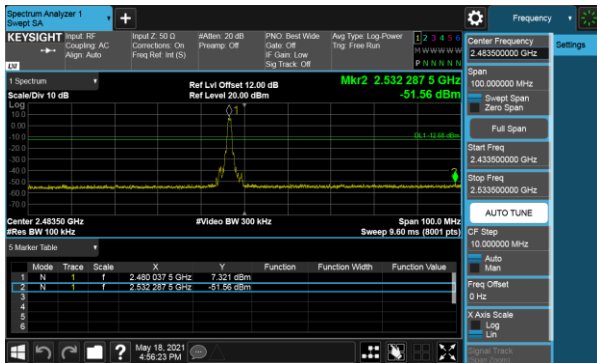 Spectrum Analyzer 1
Swept SA
+
Frequency
KEYSIGHT
Input: RF
Coupling: AC
Align: Auto
Input Z: 50 Ω
Corrections: On
Freq Ref: Int (S)
#Atten: 20 dB
Preamp: Off
PNO: Best Wide
Gate: Off
IF Gain: Low
Sig Track: Off
Avg Type: Log-Power
Trig: Free Run
1 2 3 4 5 6
M W W W W W
P N N N N N
LXI
1 Spectrum
Scale/Div 10 dB
Ref Lvl Offset 12.00 dB
Ref Level 20.00 dBm
Mkr2 2.532 287 5 GHz
-51.56 dBm
Log
10.0
0.00
-10.0
-20.0
-30.0
-40.0
-50.0
-60.0
-70.0
1
2
DL1 -12.68 dBm
Center 2.48350 GHz
#Res BW 100 kHz
#Video BW 300 kHz
Span 100.0 MHz
Sweep 9.60 ms (8001 pts)
5 Marker Table
Mode Trace Scale X Y Function Function Width Function Value
1 N 1 f 2.480 037 5 GHz 7.321 dBm
2 N 1 f 2.532 287 5 GHz -51.56 dBm
3
4
5
6
May 18, 2021
4:56:23 PM
?
Center Frequency
2.483500000 GHz
Settings
Span
100.000000 MHz
Swept Span
Zero Span
Full Span
Start Freq
2.433500000 GHz
Stop Freq
2.533500000 GHz
AUTO TUNE
CF Step
10.000000 MHz
Auto
Man
Freq Offset
0 Hz
X Axis Scale
Log
Lin
Signal Track
(Span Zoom)